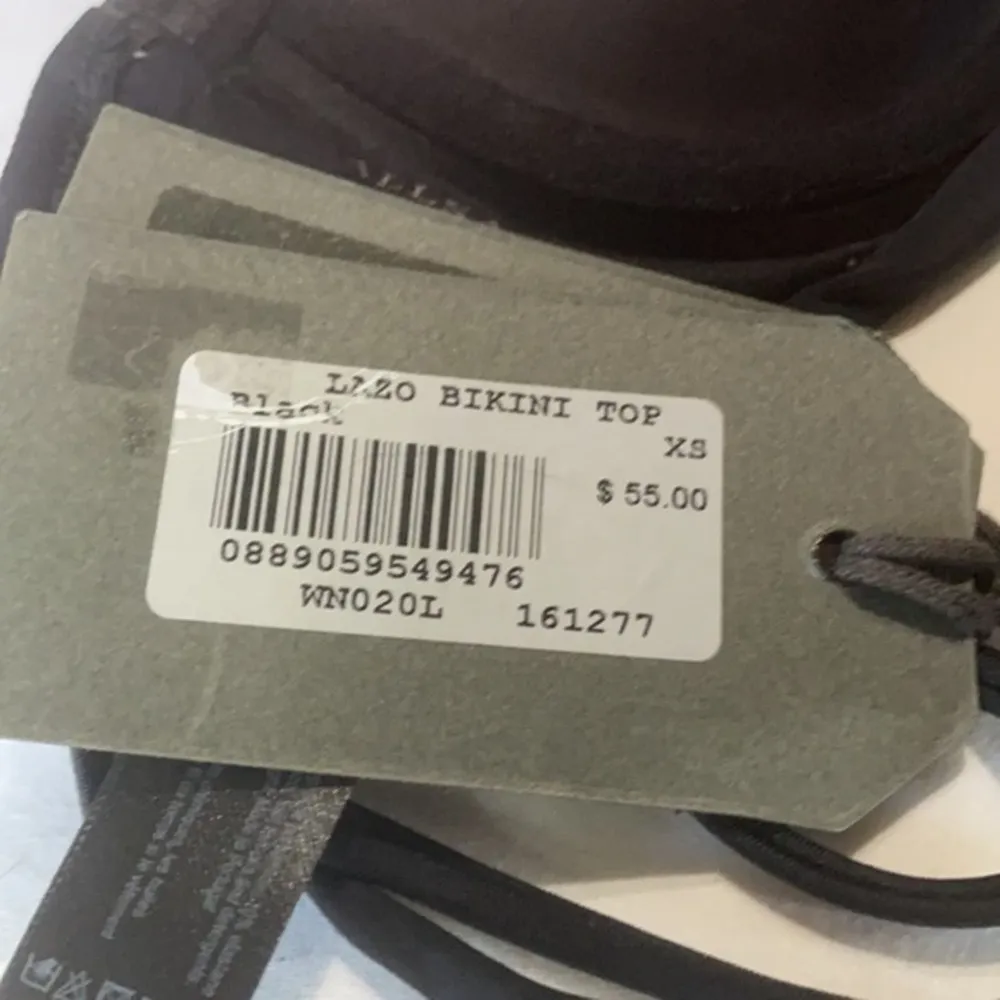 LAZO BIKINI TOP
Black
XS
$ 55.00
0889059549476
WN020L 161277